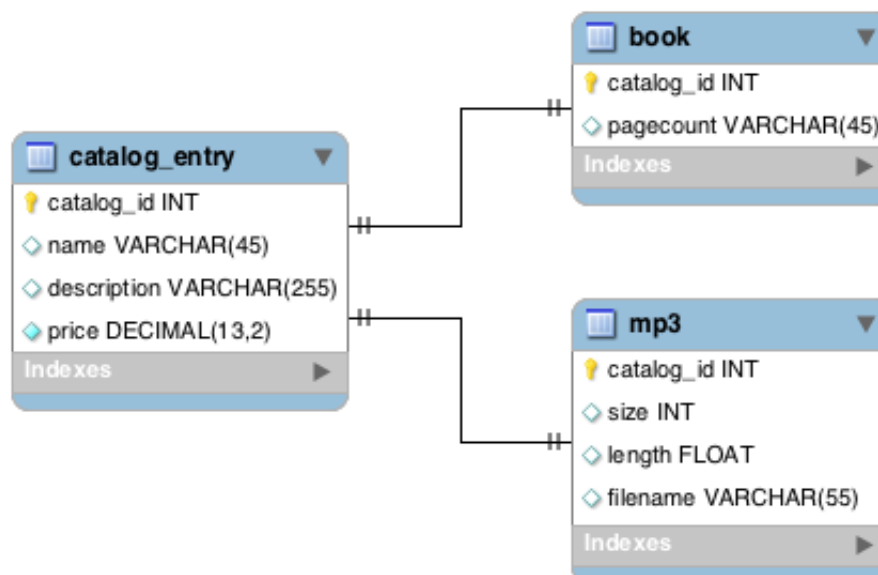 catalog_entry
catalog_id INT
name VARCHAR(45)
description VARCHAR(255)
price DECIMAL(13,2)
Indexes
book
catalog_id INT
pagecount VARCHAR(45)
Indexes
mp3
catalog_id INT
size INT
length FLOAT
filename VARCHAR(55)
Indexes